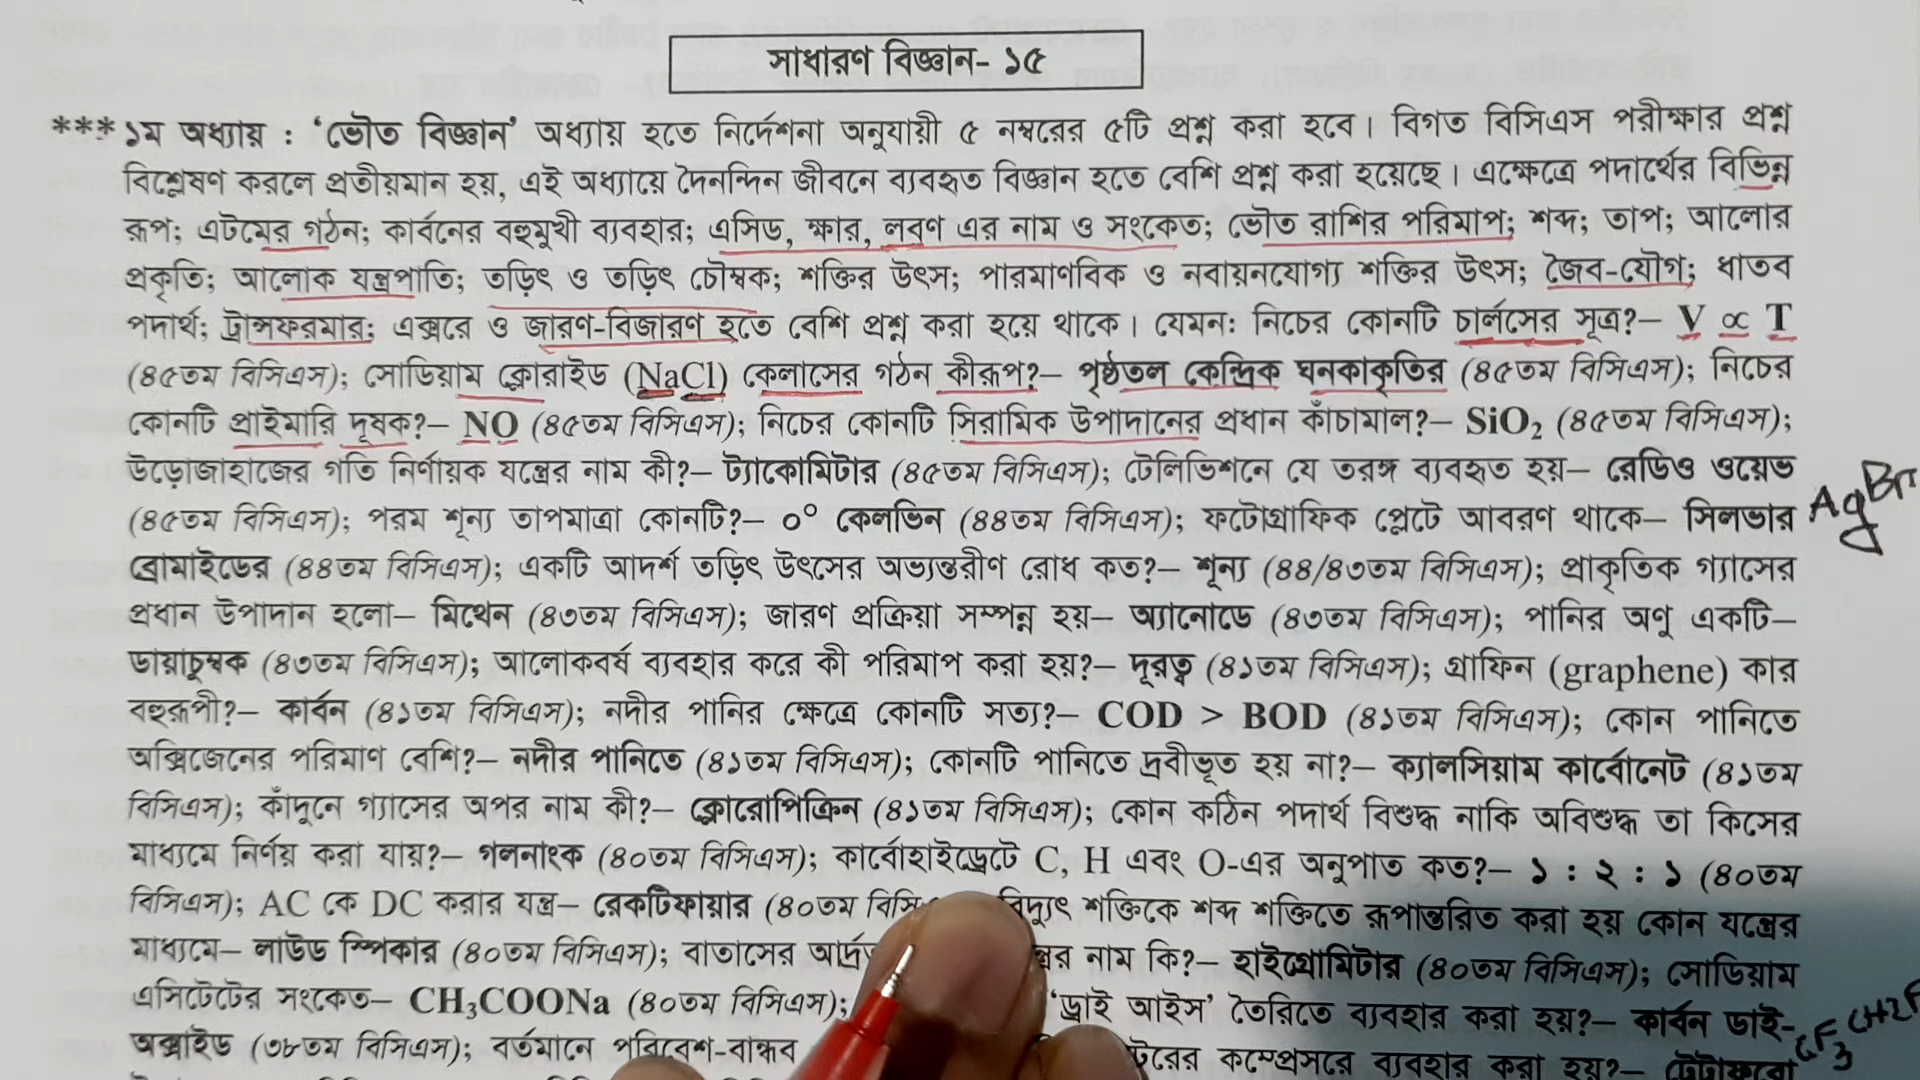 সাধারণ বিজ্ঞান- ১৫
***১ম অধ্যায় : ‘ভৌত বিজ্ঞান’ অধ্যায় হতে নির্দেশনা অনুযায়ী ৫ নম্বরের ৫টি প্রশ্ন করা হবে। বিগত বিসিএস পরীক্ষার প্রশ্ন
বিশ্লেষণ করলে প্রতীয়মান হয়, এই অধ্যায়ে দৈনন্দিন জীবনে ব্যবহৃত বিজ্ঞান হতে বেশি প্রশ্ন করা হয়েছে। এক্ষেত্রে পদার্থের বিভিন্ন
রূপ; এটমের গঠন; কার্বনের বহুমুখী ব্যবহার; এসিড, ক্ষার, লবণ এর নাম ও সংকেত; ভৌত রাশির পরিমাপ; শব্দ; তাপ; আলোর
প্রকৃতি; আলোক যন্ত্রপাতি; তড়িৎ ও তড়িৎ চৌম্বক; শক্তির উৎস; পারমাণবিক ও নবায়নযোগ্য শক্তির উৎস; জৈব-যৌগ; ধাতব
পদার্থ; ট্রান্সফরমার; এক্সরে ও জারণ-বিজারণ হতে বেশি প্রশ্ন করা হয়ে থাকে। যেমন: নিচের কোনটি চার্লসের সূত্র?– V ∝ T
(৪৫তম বিসিএস); সোডিয়াম ক্লোরাইড (NaCl) কেলাসের গঠন কীরূপ?– পৃষ্ঠতল কেন্দ্রিক ঘনকাকৃতির (৪৫তম বিসিএস); নিচের
কোনটি প্রাইমারি দূষক?– NO (৪৫তম বিসিএস); নিচের কোনটি সিরামিক উপাদানের প্রধান কাঁচামাল?– SiO₂ (৪৫তম বিসিএস);
উড়োজাহাজের গতি নির্ণায়ক যন্ত্রের নাম কী?– ট্যাকোমিটার (৪৫তম বিসিএস); টেলিভিশনে যে তরঙ্গ ব্যবহৃত হয়– রেডিও ওয়েভ
(৪৫তম বিসিএস); পরম শূন্য তাপমাত্রা কোনটি?– ০° কেলভিন (৪৪তম বিসিএস); ফটোগ্রাফিক প্লেটে আবরণ থাকে– সিলভার AgBr
ব্রোমাইডের (৪৪তম বিসিএস); একটি আদর্শ তড়িৎ উৎসের অভ্যন্তরীণ রোধ কত?– শূন্য (৪৪/৪৩তম বিসিএস); প্রাকৃতিক গ্যাসের
প্রধান উপাদান হলো– মিথেন (৪৩তম বিসিএস); জারণ প্রক্রিয়া সম্পন্ন হয়– অ্যানোডে (৪৩তম বিসিএস); পানির অণু একটি–
ডায়াচুম্বক (৪৩তম বিসিএস); আলোকবর্ষ ব্যবহার করে কী পরিমাপ করা হয়?– দূরত্ব (৪১তম বিসিএস); গ্রাফিন (graphene) কার
বহুরূপী?– কার্বন (৪১তম বিসিএস); নদীর পানির ক্ষেত্রে কোনটি সত্য?– COD > BOD (৪১তম বিসিএস); কোন পানিতে
অক্সিজেনের পরিমাণ বেশি?– নদীর পানিতে (৪১তম বিসিএস); কোনটি পানিতে দ্রবীভূত হয় না?– ক্যালসিয়াম কার্বোনেট (৪১তম
বিসিএস); কাঁদুনে গ্যাসের অপর নাম কী?– ক্লোরোপিক্রিন (৪১তম বিসিএস); কোন কঠিন পদার্থ বিশুদ্ধ নাকি অবিশুদ্ধ তা কিসের
মাধ্যমে নির্ণয় করা যায়?– গলনাংক (৪০তম বিসিএস); কার্বোহাইড্রেটে C, H এবং O-এর অনুপাত কত?– ১ : ২ : ১ (৪০তম
বিসিএস); AC কে DC করার যন্ত্র– রেকটিফায়ার (৪০তম বিদ্যুৎ শক্তিকে শব্দ শক্তিতে রূপান্তরিত করা হয় কোন যন্ত্রের
মাধ্যমে– লাউড স্পিকার (৪০তম বিসিএস); বাতাসের নাম কি?– হাইগ্রোমিটার (৪০তম বিসিএস); সোডিয়াম
এসিটেটের সংকেত– CH₃COONa (৪০তম বিসিএস); ‘ড্রাই আইস’ তৈরিতে ব্যবহার করা হয়?– কার্বন ডাই-
অক্সাইড (৩৮তম বিসিএস); বর্তমানে পরিবেশ-বান্ধব কম্প্রেসরে ব্যবহার করা হয়?– টেট্রাফ্লুরো CF₃CH2F